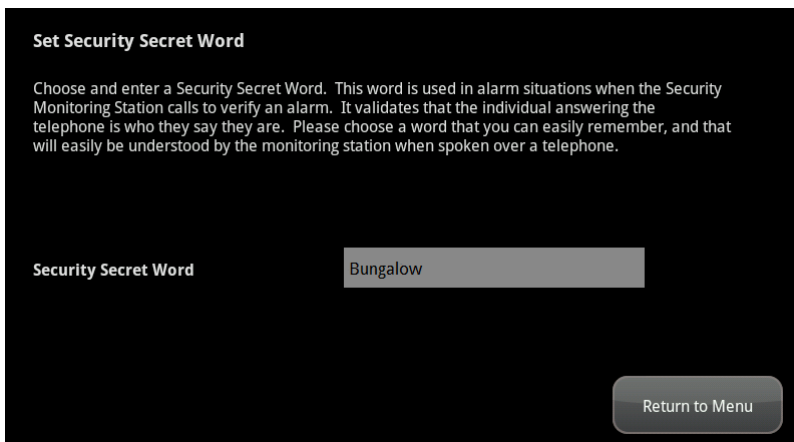 Set Security Secret Word
Choose and enter a Security Secret Word.  This word is used in alarm situations when the Security
Monitoring Station calls to verify an alarm.  It validates that the individual answering the
telephone is who they say they are.  Please choose a word that you can easily remember, and that
will easily be understood by the monitoring station when spoken over a telephone.
Security Secret Word
Bungalow
Return to Menu